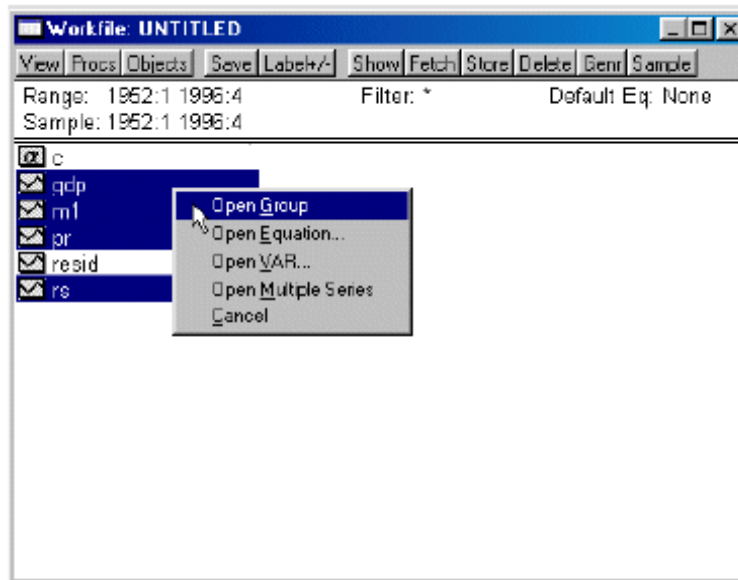 Workfile: UNTITLED
View Procs Objects Save Label+/- Show Fetch Store Delete Genr Sample
Range: 1952:1 1996:4 Filter: * Default Eq: None
Sample: 1952:1 1996:4
c
gdp
m1
pr
resid
rs
Open Group
Open Equation...
Open VAR...
Open Multiple Series
Cancel